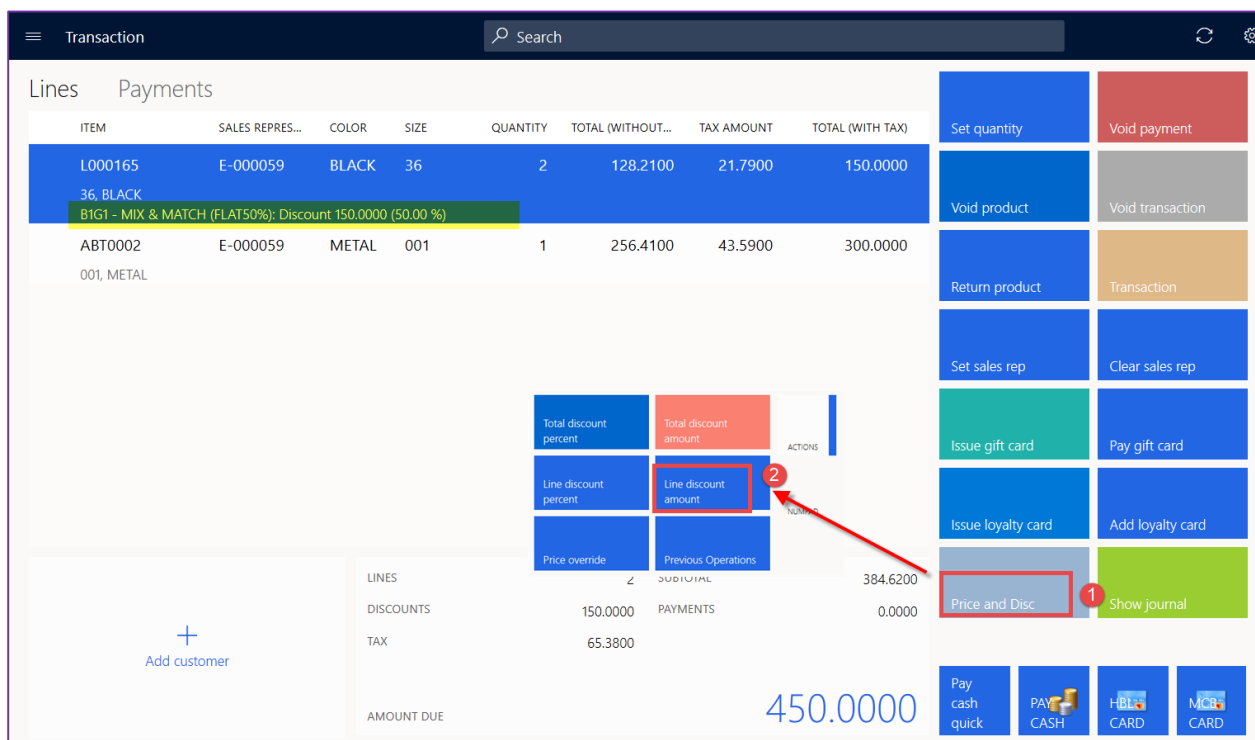 Transaction
Search
Lines Payments
ITEM SALES REPRES... COLOR SIZE QUANTITY TOTAL (WITHOUT... TAX AMOUNT TOTAL (WITH TAX)
L000165 E-000059 BLACK 36 2 128.2100 21.7900 150.0000
36, BLACK
B1G1 - MIX & MATCH (FLAT50%): Discount 150.0000 (50.00 %)
ABT0002 E-000059 METAL 001 1 256.4100 43.5900 300.0000
001, METAL
Total discount percent
Total discount amount
ACTIONS
Line discount percent
Line discount amount
2
Price override
Previous Operations
Add customer
LINES 2 SUBTOTAL 384.6200
DISCOUNTS 150.0000 PAYMENTS 0.0000
TAX 65.3800
AMOUNT DUE 450.0000
Set quantity Void payment
Void product Void transaction
Return product Transaction
Set sales rep Clear sales rep
Issue gift card Pay gift card
Issue loyalty card Add loyalty card
Price and Disc 1 Show journal
Pay cash quick
PAY CASH
HBL CARD
MCB CARD